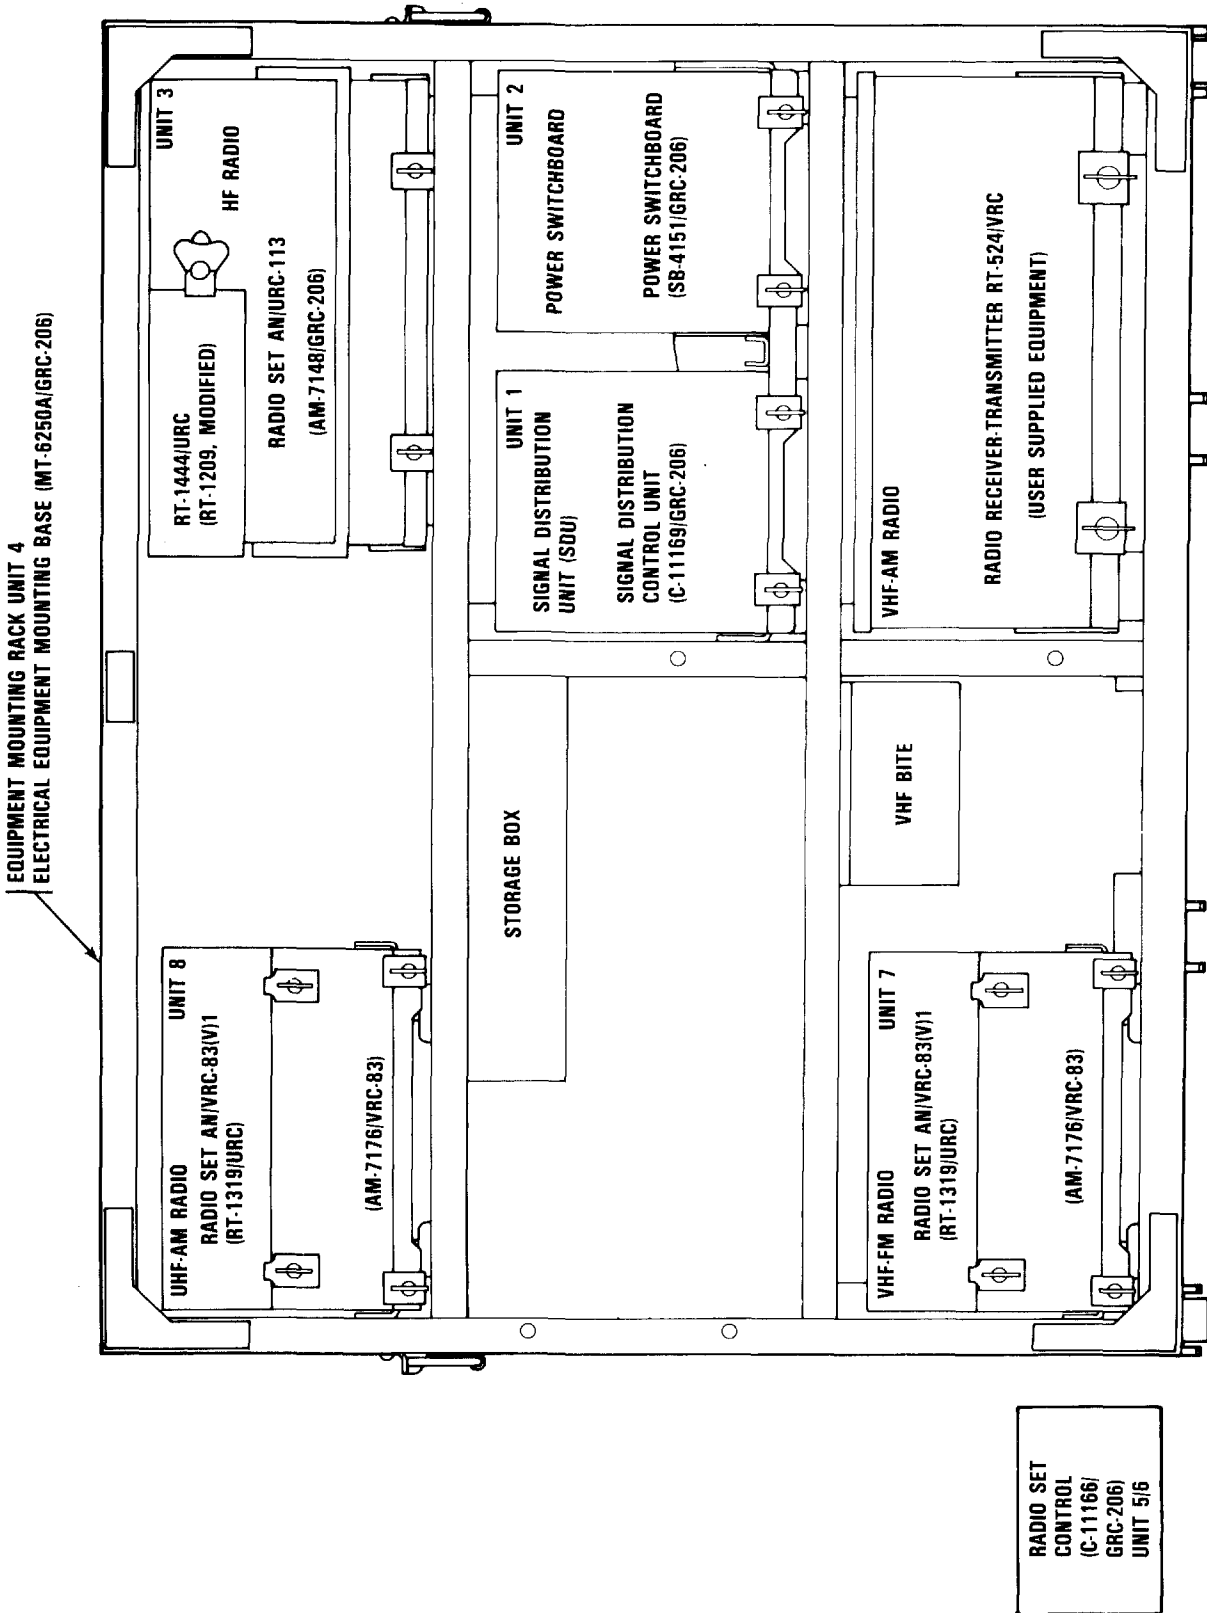 EQUIPMENT MOUNTING RACK UNIT 4
ELECTRICAL EQUIPMENT MOUNTING BASE (MT-6250A/GRC-206)
UHF-AM RADIO
UNIT 8
RADIO SET AN/VRC-83(V)1
(RT-1319/URC)
(AM-7176/VRC-83)
UNIT 3
RT-1444/URC
(RT-1209, MODIFIED)
HF RADIO
RADIO SET AN/URC-113
(AM-7148/GRC-206)
STORAGE BOX
UNIT 1
SIGNAL DISTRIBUTION
UNIT (SDU)
SIGNAL DISTRIBUTION
CONTROL UNIT
(C-11169/GRC-206)
UNIT 2
POWER SWITCHBOARD
POWER SWITCHBOARD
(SB-4151/GRC-206)
VHF-FM RADIO
UNIT 7
RADIO SET AN/VRC-83(V)1
(RT-1319/URC)
(AM-7176/VRC-83)
VHF BITE
VHF-AM RADIO
RADIO RECEIVER-TRANSMITTER RT-524/VRC
(USER SUPPLIED EQUIPMENT)
RADIO SET
CONTROL
(C-11166/
GRC-206)
UNIT 5/6